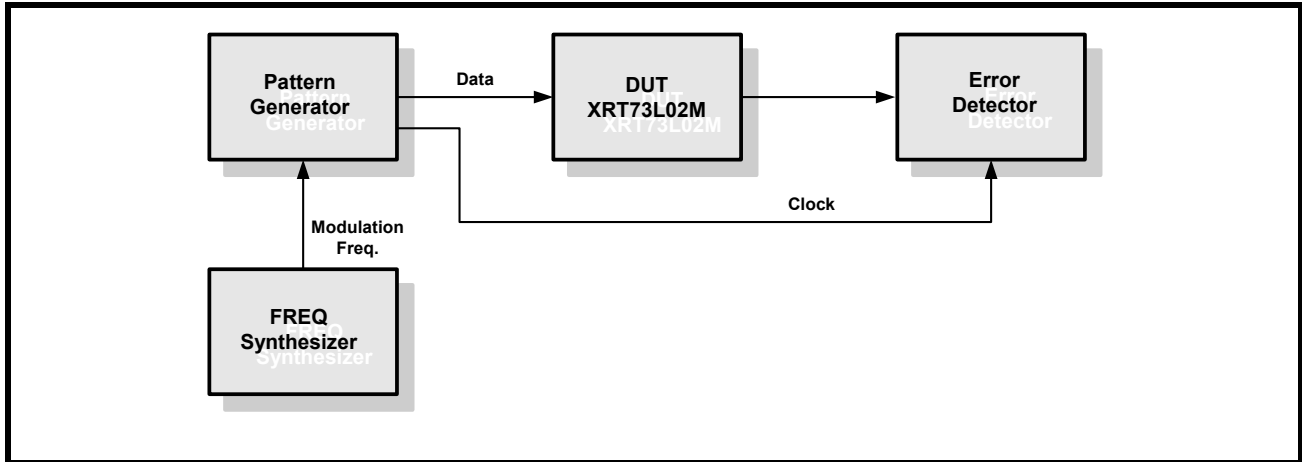 Pattern
Generator
Data
DUT
XRT73L02M
Error
Detector
Clock
Modulation
Freq.
FREQ
Synthesizer